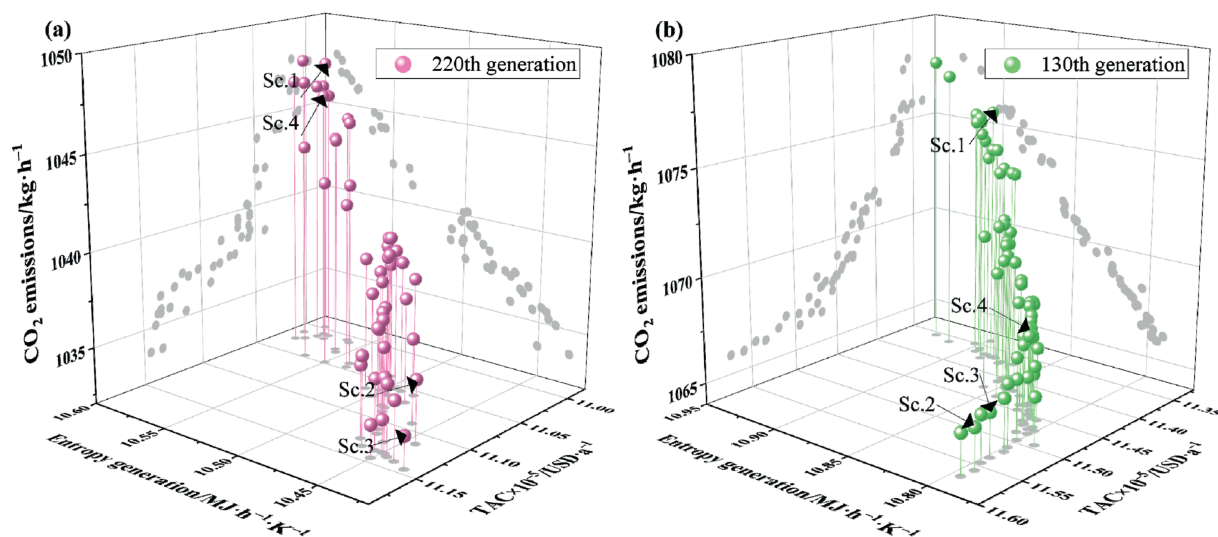 (a)
220th generation
1050
1045
1040
1035
CO₂ emissions/kg·h⁻¹
Sc.1
Sc.4
Sc.2
Sc.3
10.60
10.55
10.50
10.45
Entropy generation/MJ·h⁻¹·K⁻¹
11.00
11.05
11.10
11.15
TAC×10⁻⁵/USD·a⁻¹
(b)
130th generation
1080
1075
1070
1065
CO₂ emissions/kg·h⁻¹
Sc.1
Sc.4
Sc.3
Sc.2
10.95
10.90
10.85
10.80
Entropy generation/MJ·h⁻¹·K⁻¹
11.35
11.40
11.45
11.50
11.55
11.60
TAC×10⁻⁵/USD·a⁻¹